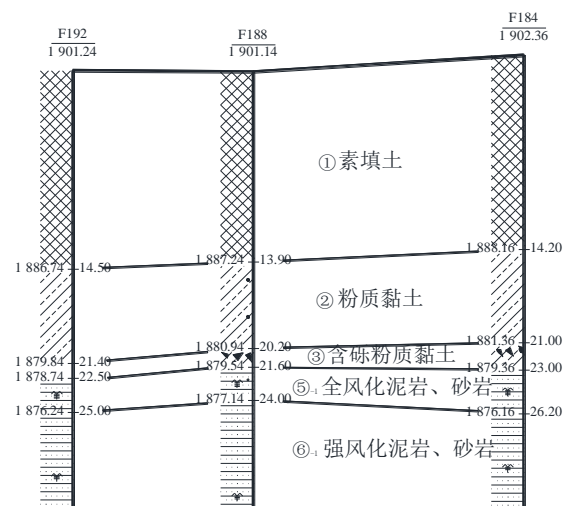 F192
1 901.24
F188
1 901.14
F184
1 902.36
①素填土
1 886.74 14.50
1 887.24 13.90
1 888.16 14.20
②粉质黏土
1 879.84 21.40
1 880.94 20.20
1 881.36 21.00
③含砾粉质黏土
1 878.74 22.50
1 879.54 21.60
1 879.36 23.00
⑤-1 全风化泥岩、砂岩
1 876.24 25.00
1 877.14 24.00
1 876.16 26.20
⑥-1 强风化泥岩、砂岩